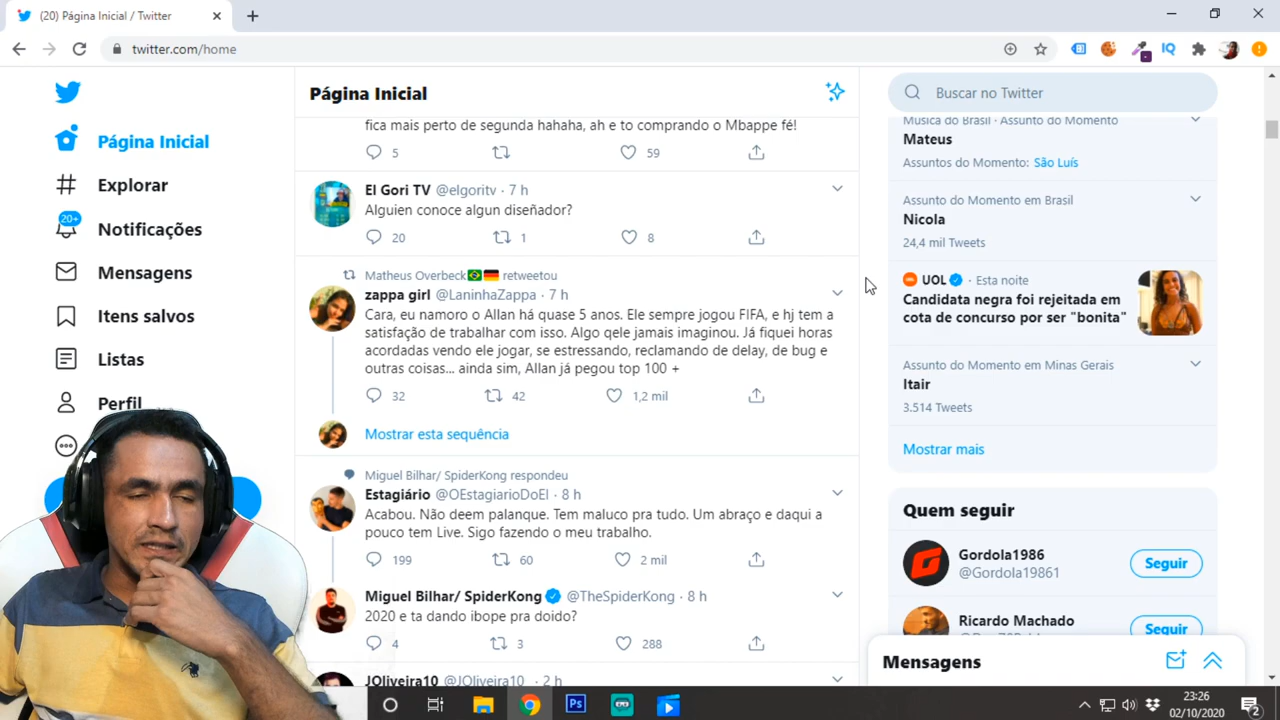 (20) Página Inicial / Twitter
twitter.com/home
Página Inicial
Explorar
20+
Notificações
Mensagens
Itens salvos
Listas
Perfil
Página Inicial
fica mais perto de segunda hahaha, ah e to comprando o Mbappe fé!
5
59
El Gori TV @elgoritv · 7 h
Alguien conoce algun diseñador?
20
1
8
Matheus Overbeck retweetou
zappa girl @LaninhaZappa · 7 h
Cara, eu namoro o Allan há quase 5 anos. Ele sempre jogou FIFA, e hj tem a
satisfação de trabalhar com isso. Algo qele jamais imaginou. Já fiquei horas
acordadas vendo ele jogar, se estressando, reclamando de delay, de bug e
outras coisas... ainda sim, Allan já pegou top 100 +
32
42
1,2 mil
Mostrar esta sequência
Miguel Bilhar/ SpiderKong respondeu
Estagiário @OEstagiarioDoEI · 8 h
Acabou. Não deem palanque. Tem maluco pra tudo. Um abraço e daqui a
pouco tem Live. Sigo fazendo o meu trabalho.
199
60
2 mil
Miguel Bilhar/ SpiderKong @TheSpiderKong · 8 h
2020 e ta dando ibope pra doido?
4
3
288
JOliveira10 @JOliveira10 · 2 h
Buscar no Twitter
Música do Brasil · Assunto do Momento
Mateus
Assuntos do Momento: São Luís
Assunto do Momento em Brasil
Nicola
24,4 mil Tweets
UOL · Esta noite
Candidata negra foi rejeitada em
cota de concurso por ser "bonita"
Assunto do Momento em Minas Gerais
Itair
3.514 Tweets
Mostrar mais
Quem seguir
Gordola1986
@Gordola19861
Seguir
Ricardo Machado
Seguir
Mensagens
IQ
Ps
23:26
02/10/2020
2